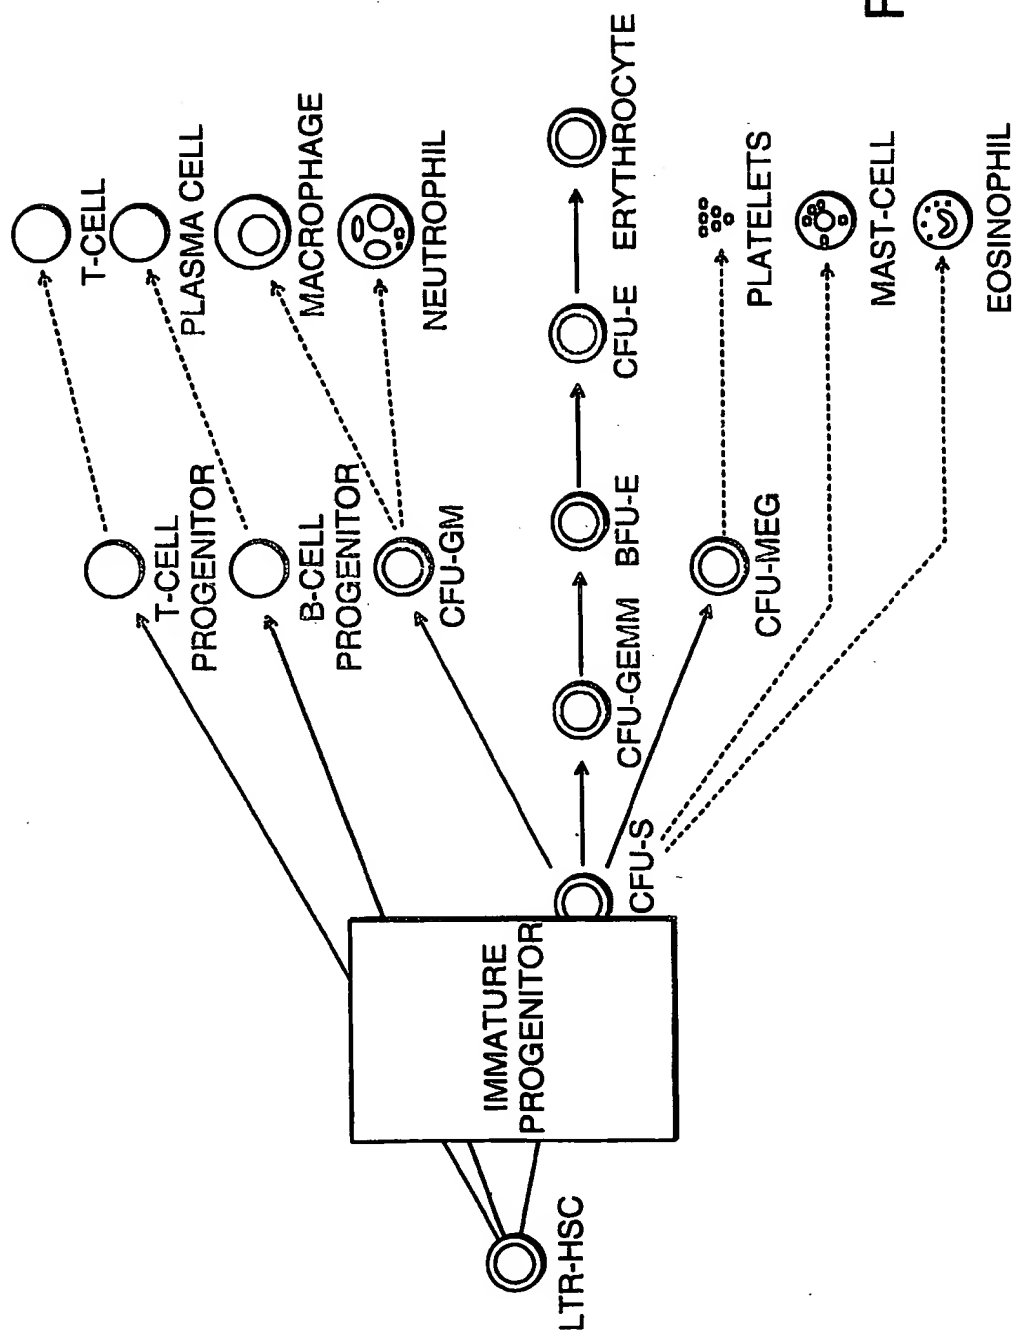 T-CELL
T-CELL
PROGENITOR
PLASMA CELL
B-CELL
PROGENITOR
MACROPHAGE
CFU-GM
NEUTROPHIL
IMMATURE
PROGENITOR
LTR-HSC
CFU-S
CFU-GEMM
BFU-E
CFU-E
ERYTHROCYTE
CFU-MEG
PLATELETS
MAST-CELL
EOSINOPHIL
F